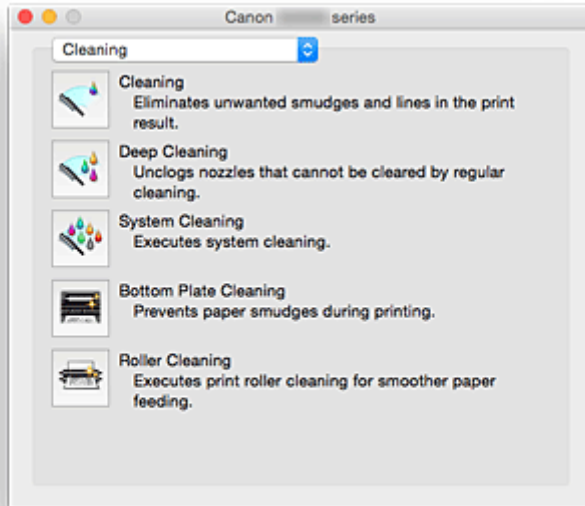 Canon series
Cleaning
Cleaning
Eliminates unwanted smudges and lines in the print
result.
Deep Cleaning
Unclogs nozzles that cannot be cleared by regular
cleaning.
System Cleaning
Executes system cleaning.
Bottom Plate Cleaning
Prevents paper smudges during printing.
Roller Cleaning
Executes print roller cleaning for smoother paper
feeding.